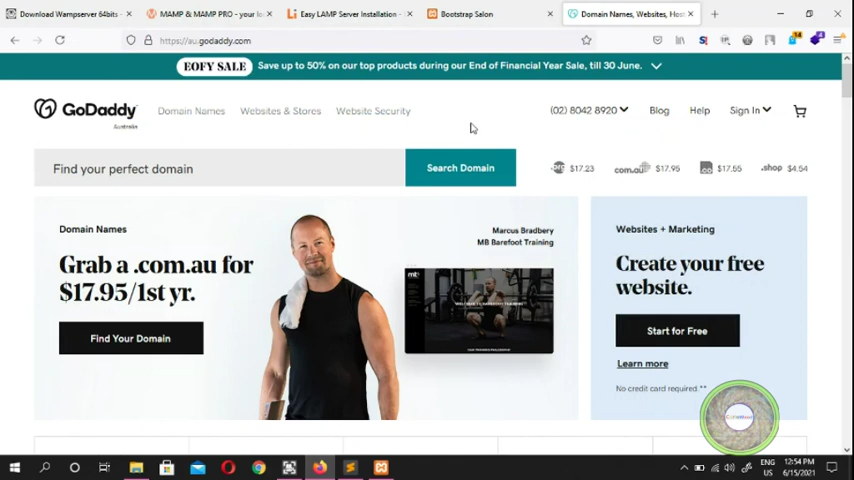 Download Wampserver 64bits
MAMP & MAMP PRO - your lo
Easy LAMP Server Installation -
Bootstrap Salon
Domain Names, Websites, Hos
https://au.godaddy.com
14
4
EOFY SALE Save up to 50% on our top products during our End of Financial Year Sale, till 30 June.
GoDaddy
Australia
Domain Names Websites & Stores Website Security
(02) 8042 8920 Blog Help Sign In
Find your perfect domain
Search Domain
.org $17.23 com.au $17.95 .co $17.55 .shop $4.54
Domain Names
Grab a .com.au for
$17.95/1st yr.
Find Your Domain
Marcus Bradbery
MB Barefoot Training
mt
Websites + Marketing
Create your free
website.
Start for Free
Learn more
No credit card required.**
ENG
US
12:54 PM
6/15/2021